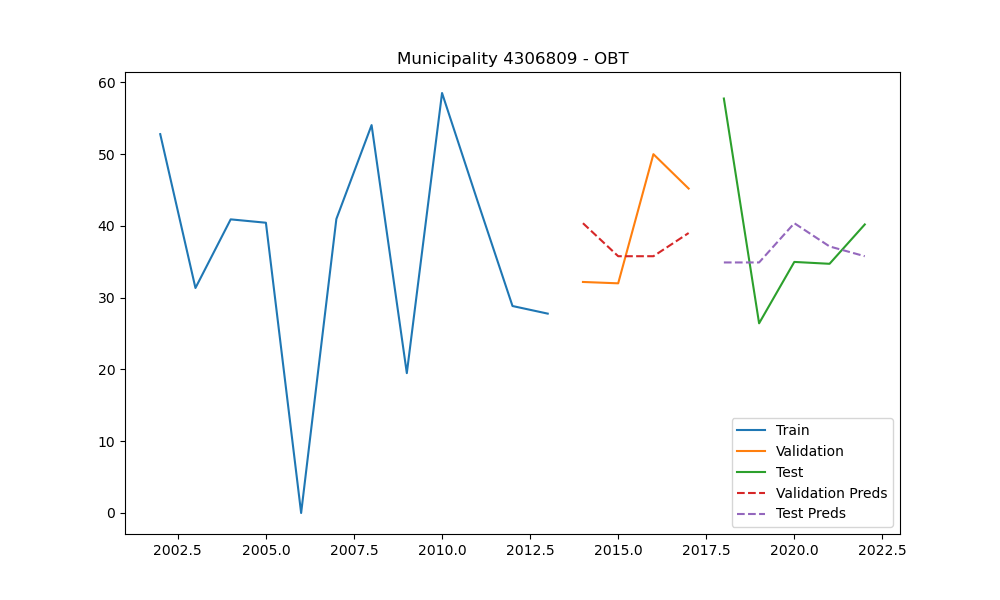 Municipality 4306809 - OBT
60
50
40
30
20
10
0
2002.5 2005.0 2007.5 2010.0 2012.5 2015.0 2017.5 2020.0 2022.5
Train
Validation
Test
Validation Preds
Test Preds